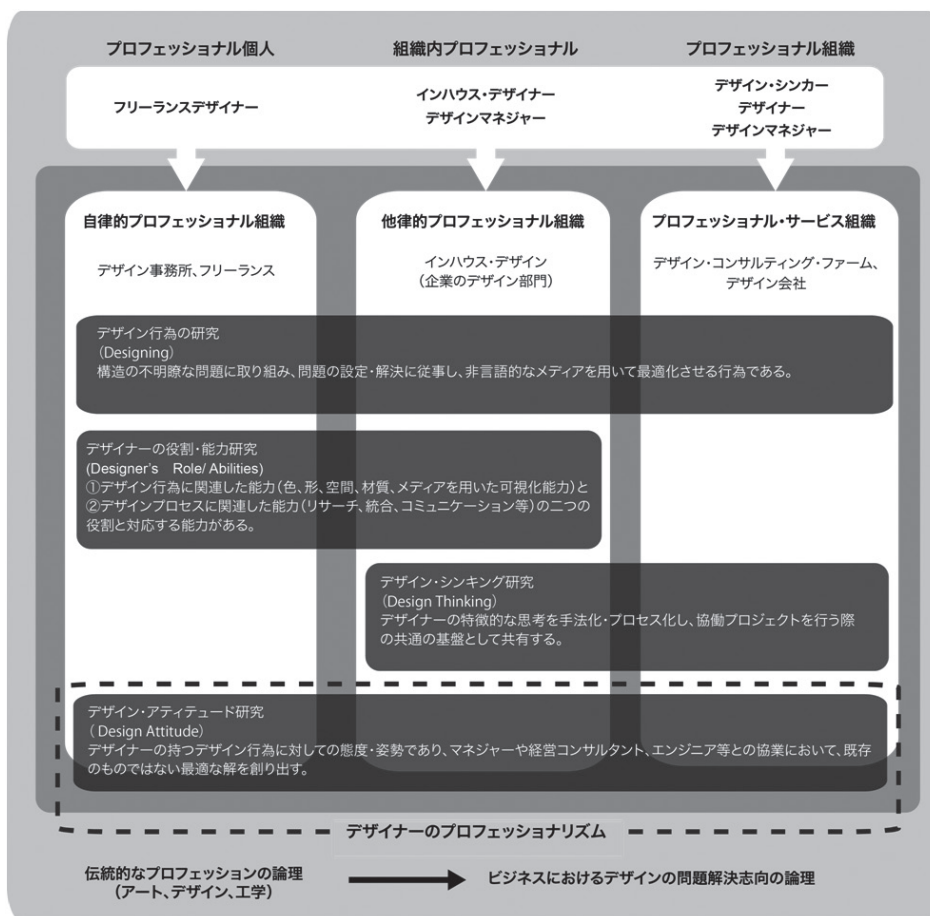 プロフェッショナル個人
組織内プロフェッショナル
プロフェッショナル組織
フリーランスデザイナー
インハウス・デザイナー
デザインマネジャー
デザイン・シンカー
デザイナー
デザインマネジャー
自律的プロフェッショナル組織
デザイン事務所、フリーランス
他律的プロフェッショナル組織
インハウス・デザイン
(企業のデザイン部門)
プロフェッショナル・サービス組織
デザイン・コンサルティング・ファーム、
デザイン会社
デザイン行為の研究
(Designing)
構造の不明瞭な問題に取り組み、問題の設定・解決に従事し、非言語的なメディアを用いて最適化させる行為である。
デザイナーの役割・能力研究
(Designer's Role/ Abilities)
①デザイン行為に関連した能力(色、形、空間、材質、メディアを用いた可視化能力)と
②デザインプロセスに関連した能力(リサーチ、統合、コミュニケーション等)の二つの
役割と対応する能力がある。
デザイン・シンキング研究
(Design Thinking)
デザイナーの特徴的な思考を手法化・プロセス化し、協働プロジェクトを行う際
の共通の基盤として共有する。
デザイン・アティテュード研究
( Design Attitude)
デザイナーの持つデザイン行為に対しての態度・姿勢であり、マネジャーや経営コンサルタント、エンジニア等との協業において、既存
のものではない最適な解を創り出す。
デザイナーのプロフェッショナリズム
伝統的なプロフェッションの論理
(アート、デザイン、工学)
ビジネスにおけるデザインの問題解決志向の論理